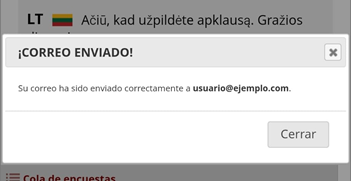 LT Ačiū, kad užpildėte apklausą. Gražios
¡CORREO ENVIADO!
Su correo ha sido enviado correctamente a usuario@ejemplo.com.
Cerrar
Cola de encuestas